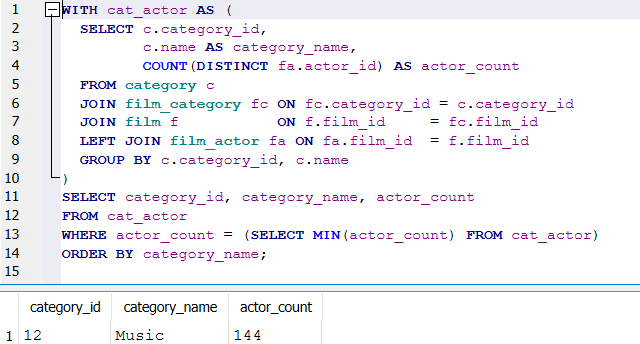 1 WITH cat_actor AS (
2 SELECT c.category_id,
3 c.name AS category_name,
4 COUNT(DISTINCT fa.actor_id) AS actor_count
5 FROM category c
6 JOIN film_category fc ON fc.category_id = c.category_id
7 JOIN film f ON f.film_id = fc.film_id
8 LEFT JOIN film_actor fa ON fa.film_id = f.film_id
9 GROUP BY c.category_id, c.name
10 )
11 SELECT category_id, category_name, actor_count
12 FROM cat_actor
13 WHERE actor_count = (SELECT MIN(actor_count) FROM cat_actor)
14 ORDER BY category_name;
15
category_id category_name actor_count
1 12 Music 144